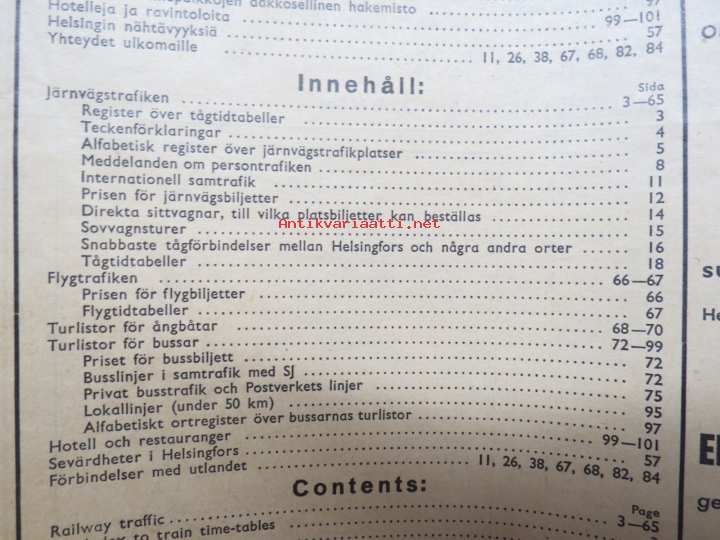 aakkosellinen hakemisto 97
Hotelleja ja ravintoloita 99—101
Helsingin nähtävyyksiä 57
Yhteydet ulkomaille 11, 26, 38, 67, 68, 82, 84
Innehåll:
Sida
Järnvägstrafiken 3—65
Register över tågtidtabeller 3
Teckenförklaringar 4
Alfabetisk register över järnvägstrafikplatser 5
Meddelanden om persontrafiken 8
Internationell samtrafik 11
Prisen för järnvägsbiljetter 12
Direkta sittvagnar, till vilka platsbiljetter kan beställas 14
Antikvariaatti.net
Sovvagnsturer 15
Snabbaste tågförbindelser mellan Helsingfors och några andra orter 16
Tågtidtabeller 18
Flygtrafiken 66—67
Prisen för flygbiljetter 66
Flygtidtabeller 67
Turlistor för ångbåtar 68—70
Turlistor för bussar 72—99
Priset för bussbiljett 72
Busslinjer i samtrafik med SJ 72
Privat busstrafik och Postverkets linjer 75
Lokallinjer (under 50 km) 95
Alfabetiskt ortregister över bussarnas turlistor 97
Hotell och restauranger 99—101
Sevärdheter i Helsingfors 57
Förbindelser med utlandet 11, 26, 38, 67, 68, 82, 84
Contents:
Page
Railway traffic 3—65
to train time-tables